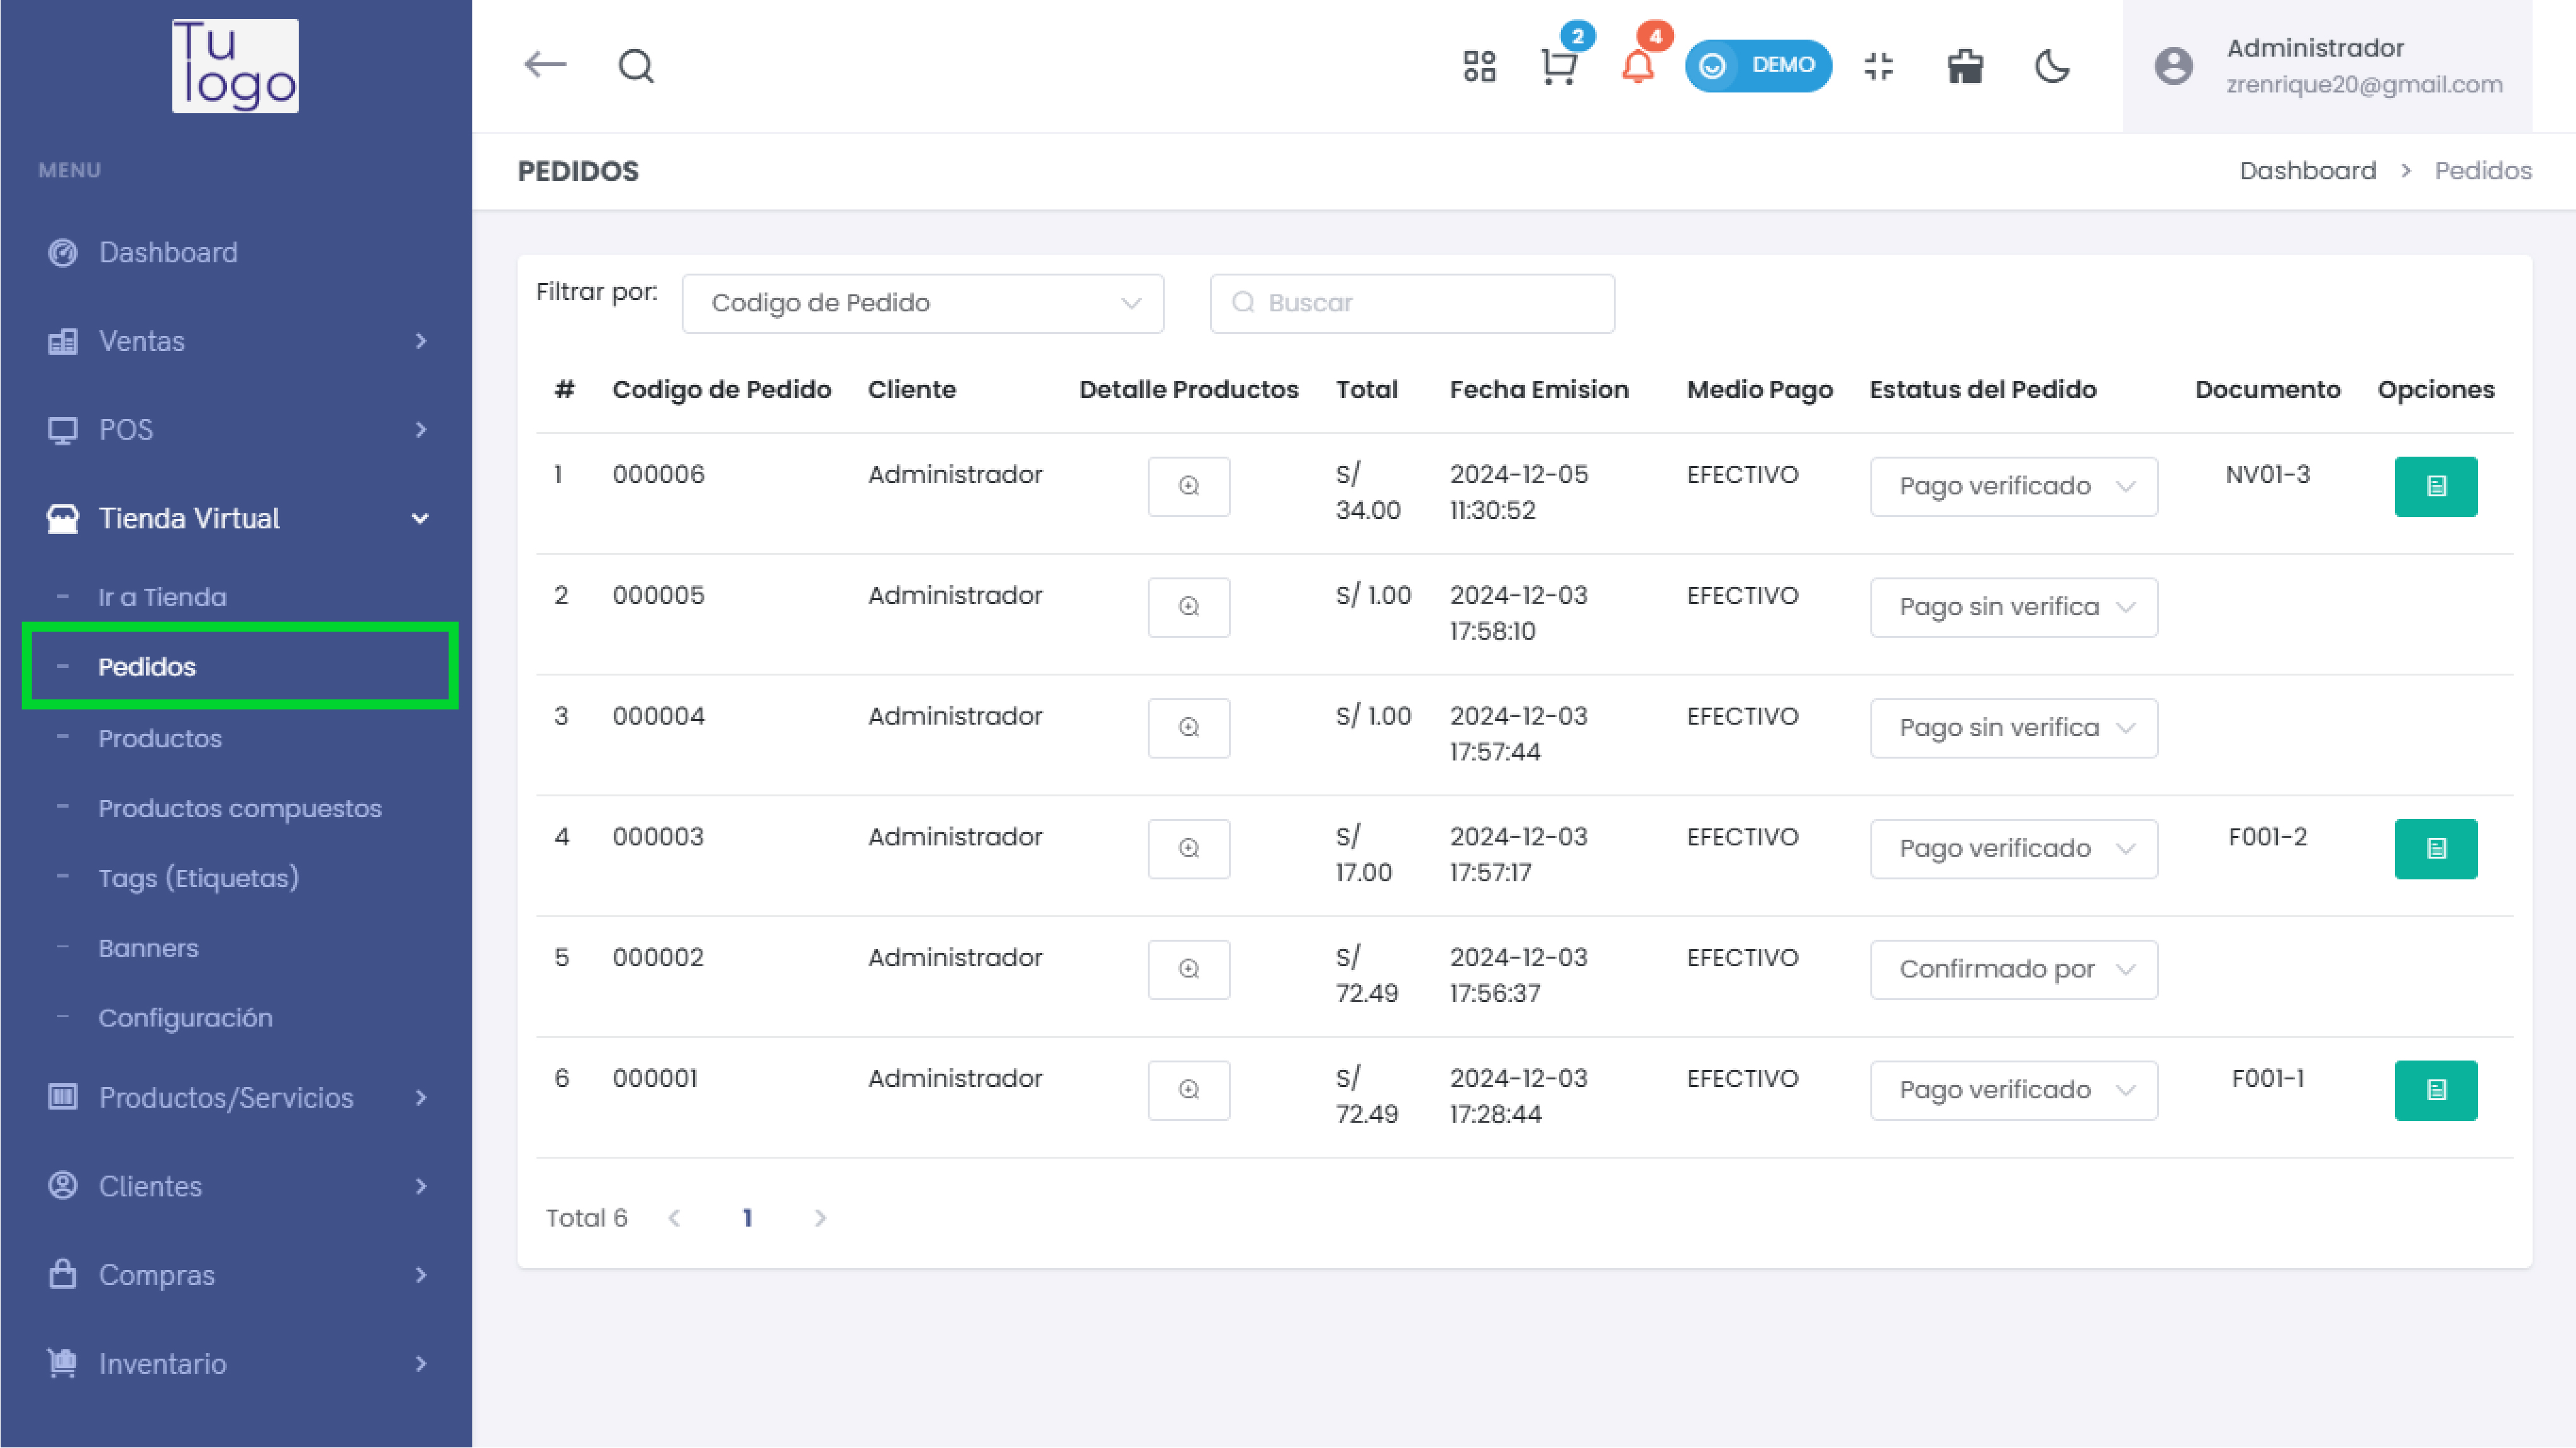 Tu
logo
MENU
Dashboard
Ventas
POS
Tienda Virtual
Ir a Tienda
Pedidos
Productos
Productos compuestos
Tags (Etiquetas)
Banners
Configuración
Productos/Servicios
Clientes
Compras
Inventario
2
4
DEMO
Administrador
zrenrique20@gmail.com
PEDIDOS
Dashboard > Pedidos
Filtrar por: Codigo de Pedido Buscar
# Codigo de Pedido Cliente Detalle Productos Total Fecha Emision Medio Pago Estatus del Pedido Documento Opciones
1 000006 Administrador S/ 2024-12-05 EFECTIVO Pago verificado NV01-3
34.00 11:30:52
2 000005 Administrador S/ 1.00 2024-12-03 EFECTIVO Pago sin verifica
17:58:10
3 000004 Administrador S/ 1.00 2024-12-03 EFECTIVO Pago sin verifica
17:57:44
4 000003 Administrador S/ 2024-12-03 EFECTIVO Pago verificado F001-2
17.00 17:57:17
5 000002 Administrador S/ 2024-12-03 EFECTIVO Confirmado por
72.49 17:56:37
6 000001 Administrador S/ 2024-12-03 EFECTIVO Pago verificado F001-1
72.49 17:28:44
Total 6 < 1 >